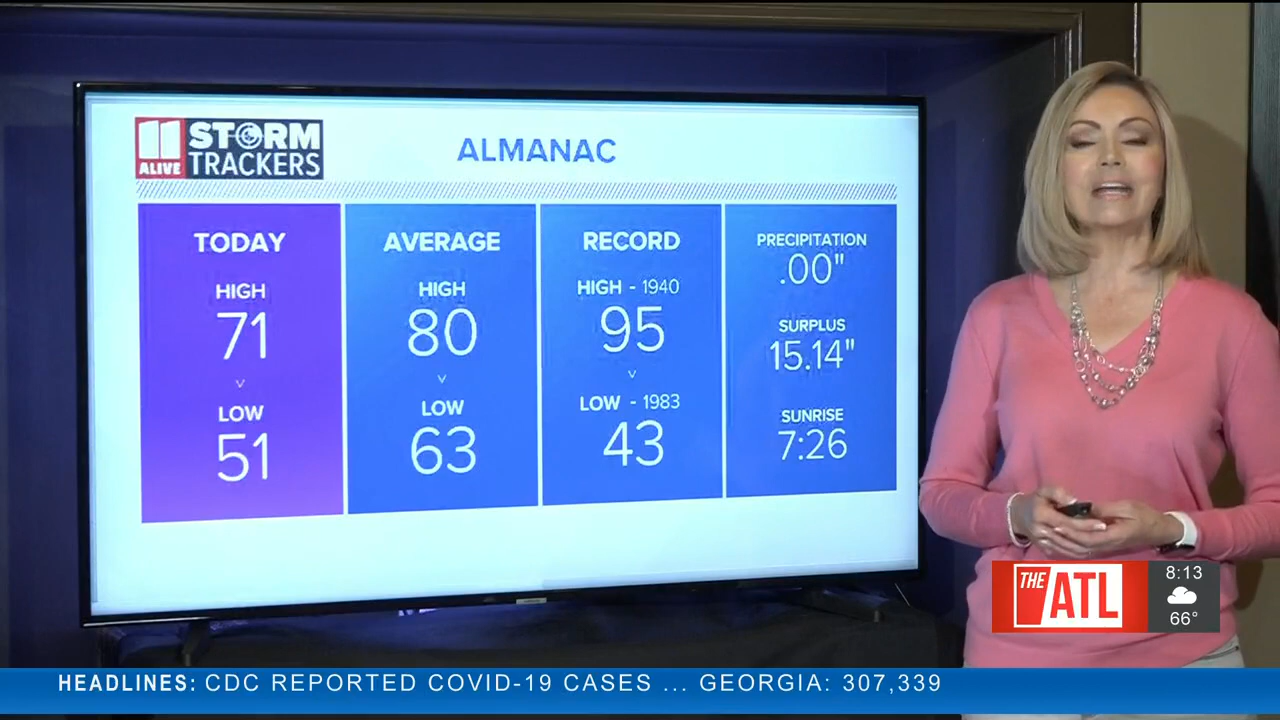 11 ALIVE
STORM TRACKERS
ALMANAC
TODAY
HIGH
71
LOW
51
AVERAGE
HIGH
80
LOW
63
RECORD
HIGH - 1940
95
LOW - 1983
43
PRECIPITATION
.00"
SURPLUS
15.14"
SUNRISE
7:26
THE ATL
8:13
66°
HEADLINES: CDC REPORTED COVID-19 CASES ... GEORGIA: 307,339